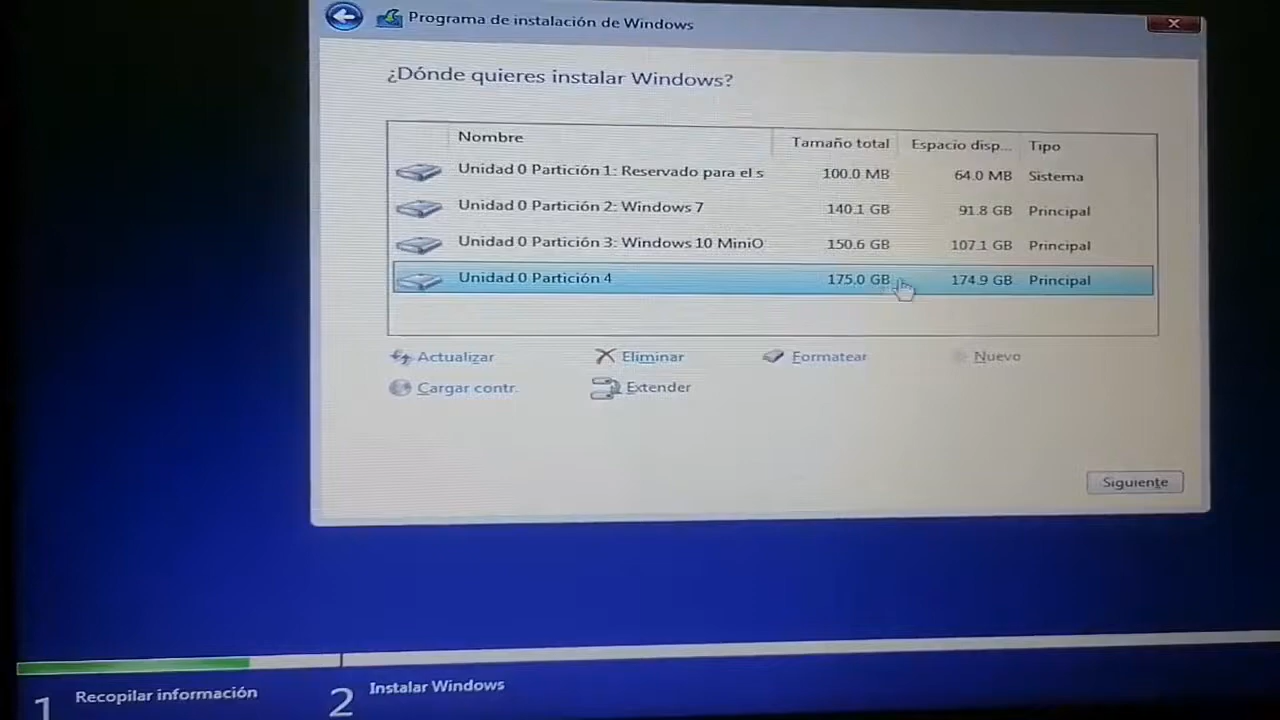 Programa de instalación de Windows
¿Dónde quieres instalar Windows?
Nombre Tamaño total Espacio disp... Tipo
Unidad 0 Partición 1: Reservado para el s 100.0 MB 64.0 MB Sistema
Unidad 0 Partición 2: Windows 7 140.1 GB 91.8 GB Principal
Unidad 0 Partición 3: Windows 10 MiniO 150.6 GB 107.1 GB Principal
Unidad 0 Partición 4 175.0 GB 174.9 GB Principal
Actualizar Eliminar Formatear Nuevo
Cargar contr. Extender
Siguiente
1 Recopilar información 2 Instalar Windows